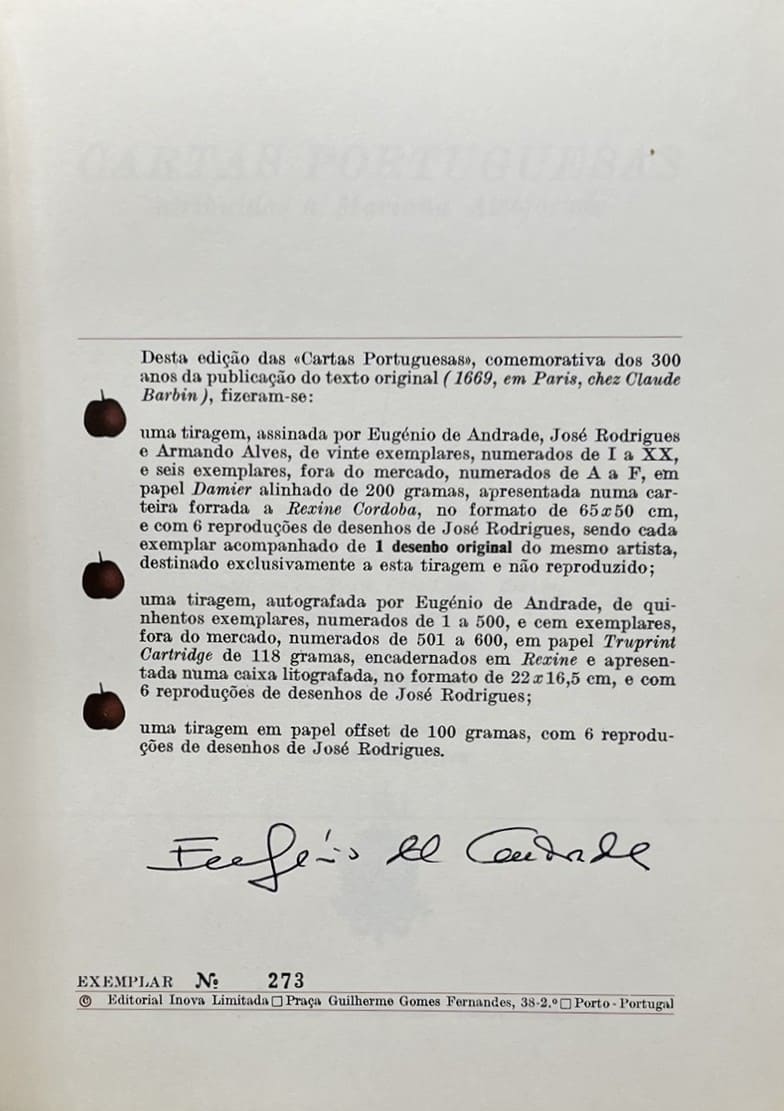 CARTAS PORTUGUESAS
Desta edição das «Cartas Portuguesas», comemorativa dos 300
anos da publicação do texto original (1669, em Paris, chez Claude
Barbin), fizeram-se:
uma tiragem, assinada por Eugénio de Andrade, José Rodrigues
e Armando Alves, de vinte exemplares, numerados de I a XX,
e seis exemplares, fora do mercado, numerados de A a F, em
papel Damier alinhado de 200 gramas, apresentada numa car-
teira forrada a Rexine Cordoba, no formato de 65x50 cm,
e com 6 reproduções de desenhos de José Rodrigues, sendo cada
exemplar acompanhado de 1 desenho original do mesmo artista,
destinado exclusivamente a esta tiragem e não reproduzido;
uma tiragem, autografada por Eugénio de Andrade, de qui-
nhentos exemplares, numerados de 1 a 500, e cem exemplares,
fora do mercado, numerados de 501 a 600, em papel Truprint
Cartridge de 118 gramas, encadernados em Rexine e apresen-
tada numa caixa litografada, no formato de 22x16,5 cm, e com
6 reproduções de desenhos de José Rodrigues;
uma tiragem em papel offset de 100 gramas, com 6 reprodu-
ções de desenhos de José Rodrigues.
Eugénio de Andrade
EXEMPLAR Nº 273
© Editorial Inova Limitada □ Praça Guilherme Gomes Fernandes, 38-2.º □ Porto - Portugal